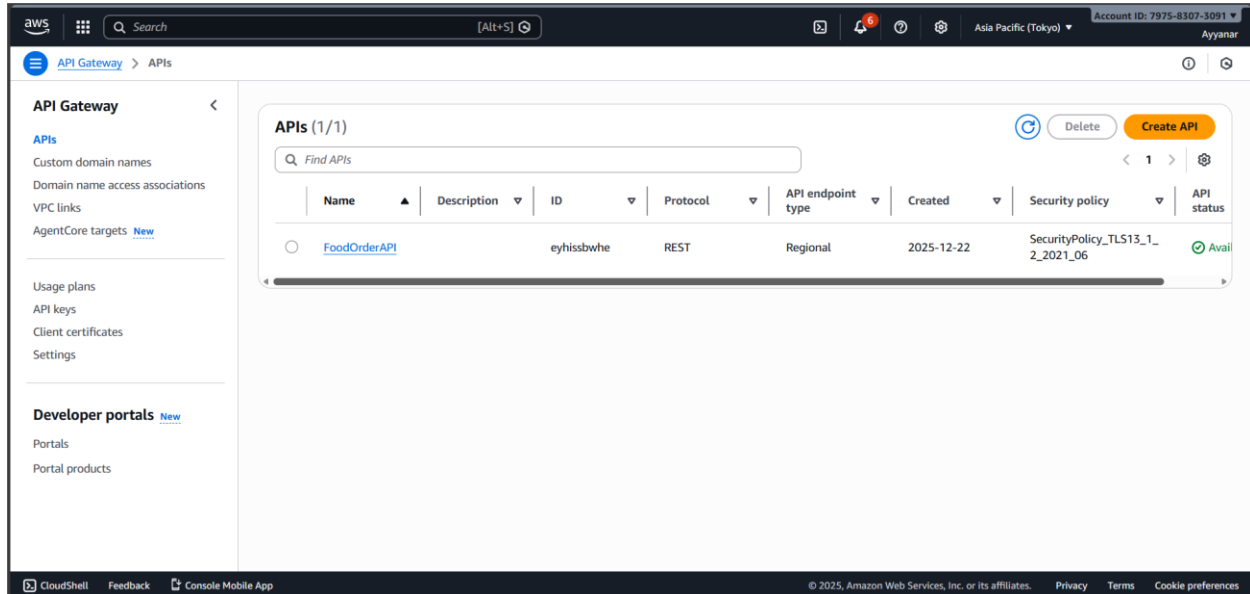 aws
Search [Alt+S]
6
Asia Pacific (Tokyo) ▼
Account ID: 7975-8307-3091 ▼
Ayyanar
API Gateway > APIs
API Gateway
APIs
Custom domain names
Domain name access associations
VPC links
AgentCore targets New
Usage plans
API keys
Client certificates
Settings
Developer portals New
Portals
Portal products
APIs (1/1)
Delete
Create API
Find APIs
1
Name Description ID Protocol API endpoint type Created Security policy API status
FoodOrderAPI eyhissbwhe REST Regional 2025-12-22 SecurityPolicy_TLS13_1_2_2021_06 Avai
CloudShell Feedback Console Mobile App © 2025, Amazon Web Services, Inc. or its affiliates. Privacy Terms Cookie preferences